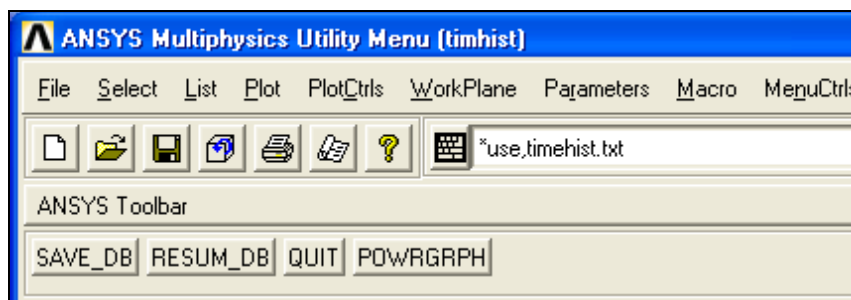 ANSYS Multiphysics Utility Menu (timhist)
File Select List Plot PlotCtrls WorkPlane Parameters Macro MenuCtrls
*use,timehist.txt
ANSYS Toolbar
SAVE_DB RESUM_DB QUIT POWRGRPH